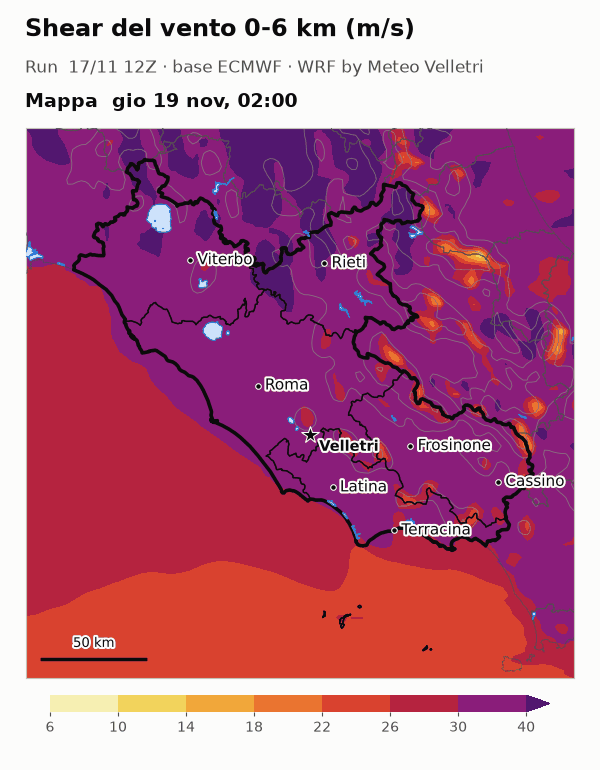 Shear del vento 0-6 km (m/s)
Run 17/11 12Z · base ECMWF · WRF by Meteo Velletri
Mappa gio 19 nov, 02:00
Viterbo
Rieti
Roma
Velletri
Frosinone
Latina
Cassino
Terracina
50 km
6 10 14 18 22 26 30 40